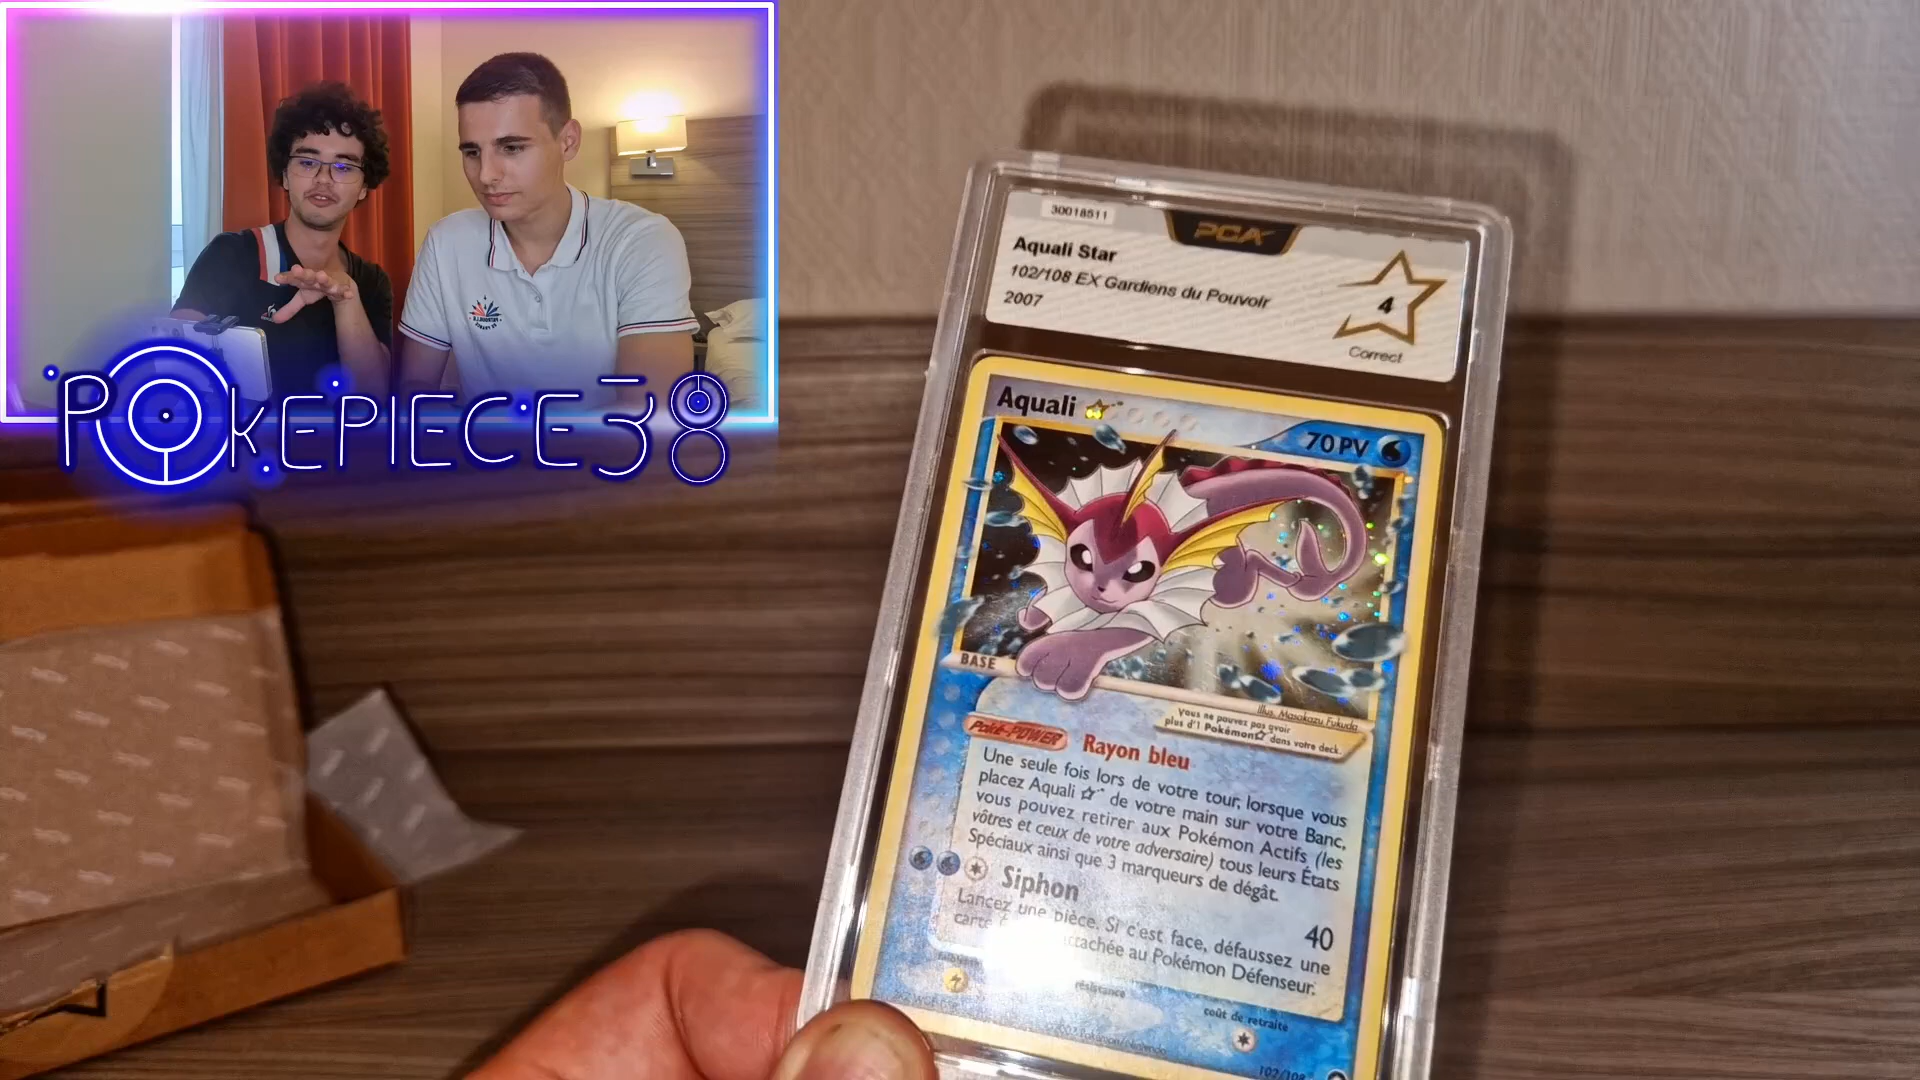 POKEPIECE38
30018511
PCA
Aquali Star
102/108 EX Gardiens du Pouvoir
2007
4
Correct
Aquali
70 PV
BASE
Illus. Masakazu Fukuda
Vous ne pouvez pas avoir
plus d'1 Pokémon☆ dans votre deck.
Poké-POWER Rayon bleu
Une seule fois lors de votre tour, lorsque vous
placez Aquali ☆ de votre main sur votre Banc,
vous pouvez retirer aux Pokémon Actifs (les
vôtres et ceux de votre adversaire) tous leurs États
Spéciaux ainsi que 3 marqueurs de dégât.
Siphon 40
Lancez une pièce. Si c'est face, défaussez une
carte attachée au Pokémon Défenseur.
résistance
coût de retraite
102/108